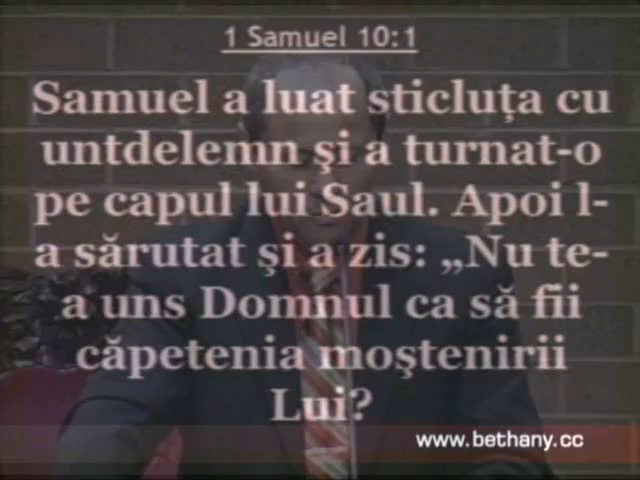 1 Samuel 10:1
Samuel a luat sticluţa cu
untdelemn şi a turnat-o
pe capul lui Saul. Apoi l-
a sărutat şi a zis: „Nu te-
a uns Domnul ca să fii
căpetenia moştenirii
Lui?
www.bethany.cc